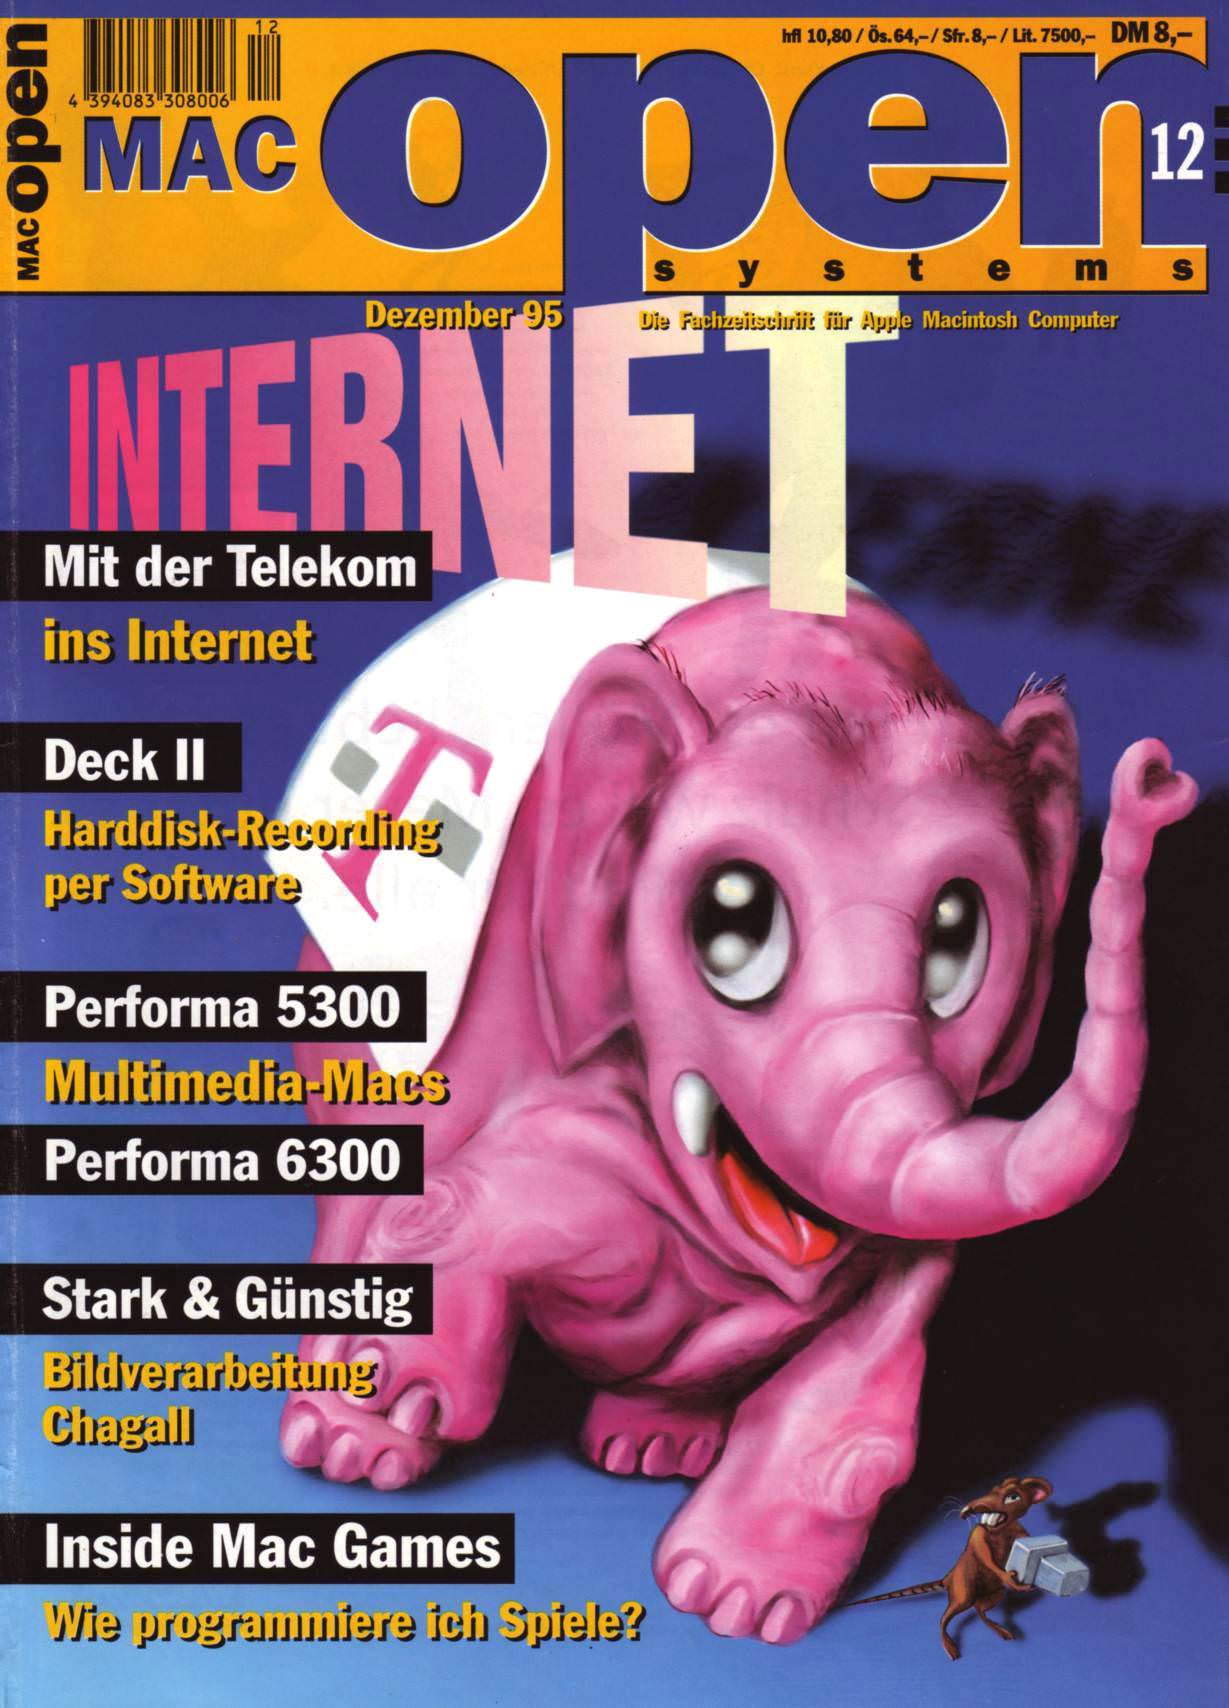 MAC open
12
4 394083 308006
hfl 10,80 / Ös. 64,– / Sfr. 8,– / Lit. 7500,– DM 8,–
MAC open
12
systems
Dezember 95
Die Fachzeitschrift für Apple Macintosh Computer
INTERNET
Mit der Telekom
ins Internet
T
Deck II
Harddisk-Recording
per Software
Performa 5300
Multimedia-Macs
Performa 6300
Stark & Günstig
Bildverarbeitung
Chagall
Inside Mac Games
Wie programmiere ich Spiele?